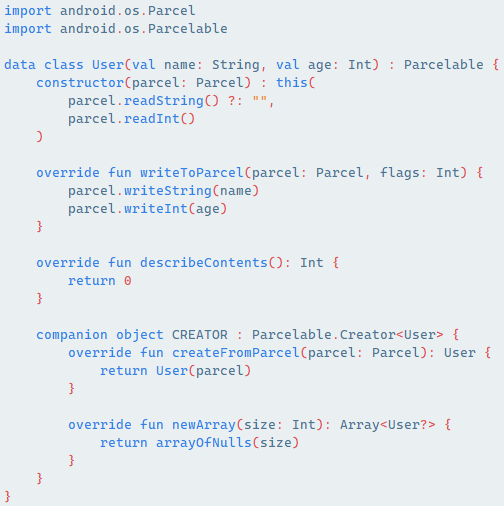 import android.os.Parcel
import android.os.Parcelable

data class User(val name: String, val age: Int) : Parcelable {
    constructor(parcel: Parcel) : this(
        parcel.readString() ?: "",
        parcel.readInt()
    )

    override fun writeToParcel(parcel: Parcel, flags: Int) {
        parcel.writeString(name)
        parcel.writeInt(age)
    }

    override fun describeContents(): Int {
        return 0
    }

    companion object CREATOR : Parcelable.Creator<User> {
        override fun createFromParcel(parcel: Parcel): User {
            return User(parcel)
        }

        override fun newArray(size: Int): Array<User?> {
            return arrayOfNulls(size)
        }
    }
}